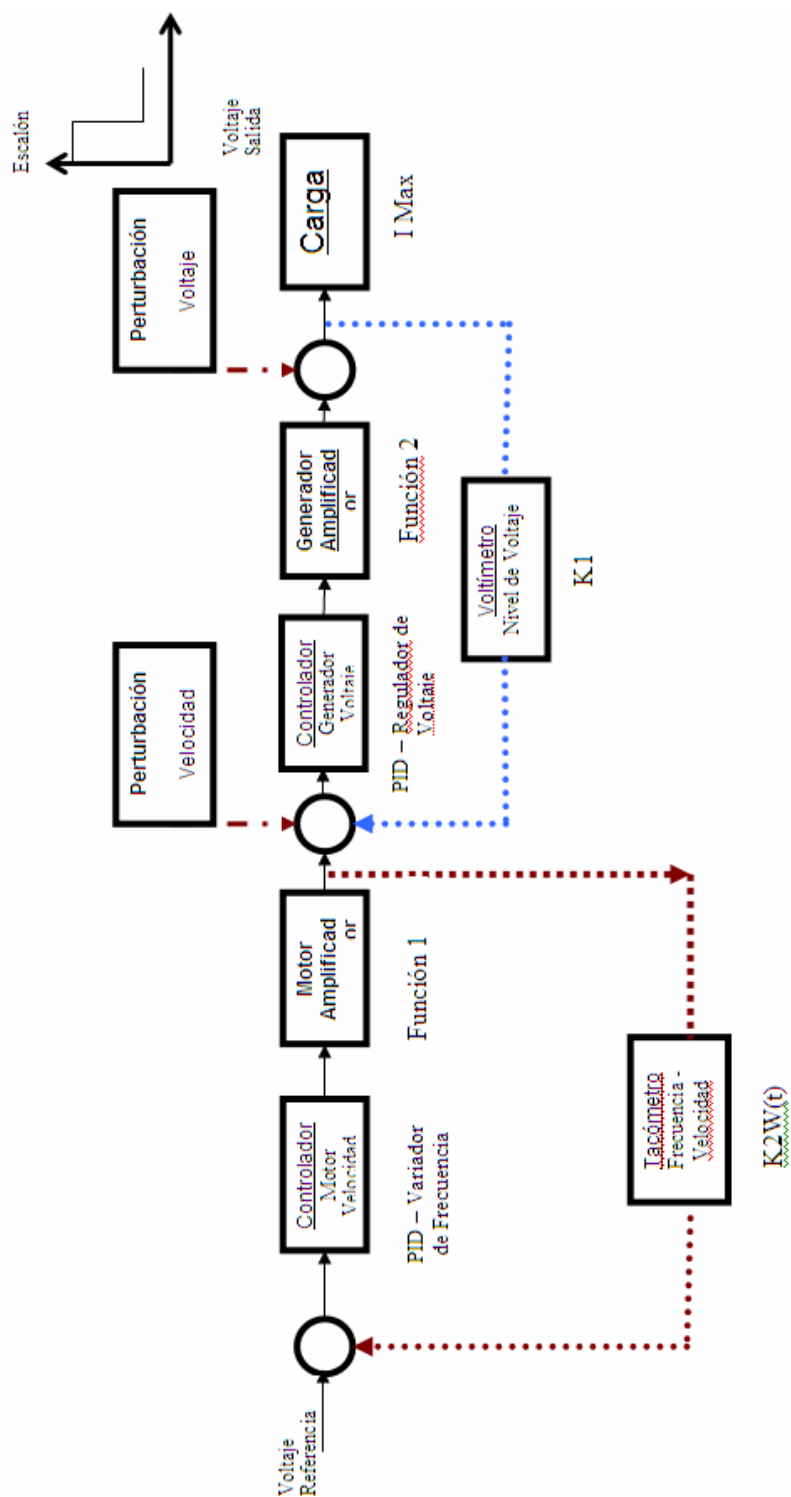 Voltaje
Referencia
Controlador
Motor
Velocidad
PID – Variador
de Frecuencia
Motor
Amplificad
or
Función 1
Tacómetro
Frecuencia -
Velocidad
K2W(t)
Perturbación
Velocidad
Controlador
Generador
Voltaje
PID – Regulador de
Voltaje
Generador
Amplificad
or
Función 2
Voltímetro
Nivel de Voltaje
K1
Perturbación
Voltaje
Carga
I Max
Voltaje
Salida
Escalón